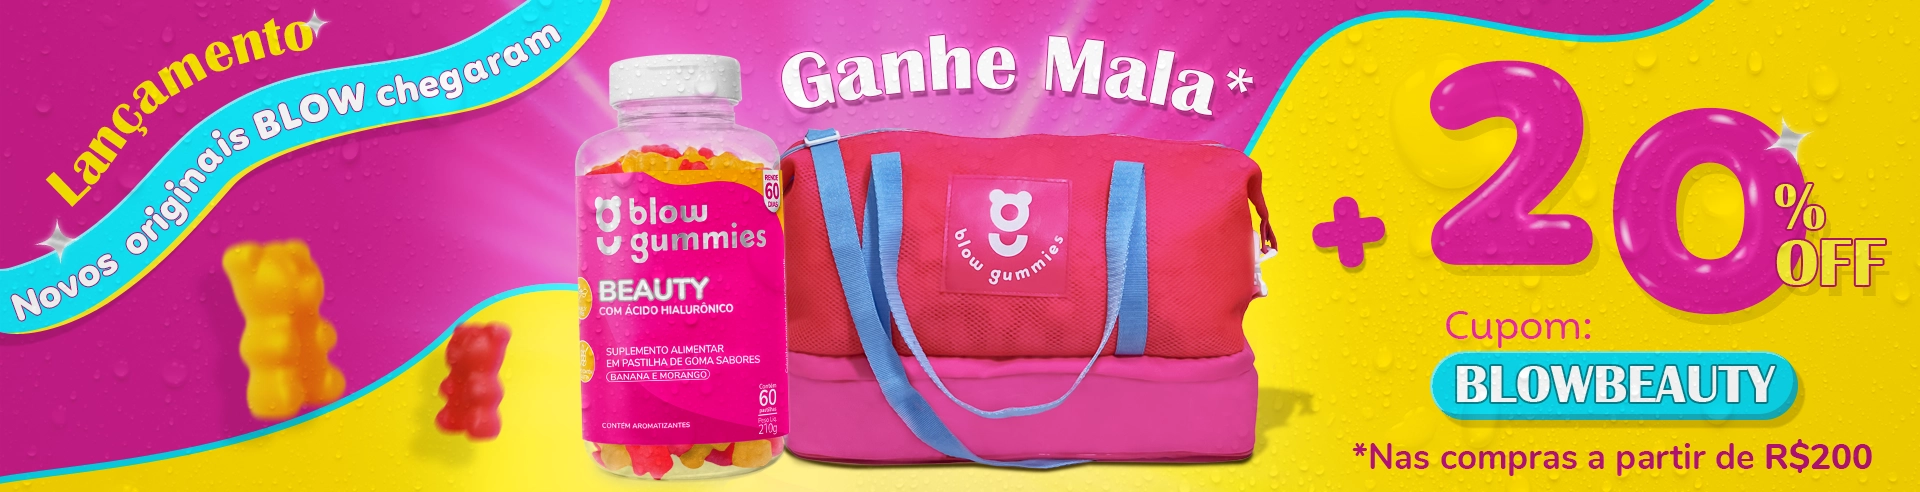 Lançamento
Novos originais BLOW chegaram
Ganhe Mala*
RENDE
60
DIAS
blow
gummies
BEAUTY
COM ÁCIDO HIALURÔNICO
SUPLEMENTO ALIMENTAR
EM PASTILHA DE GOMA SABORES
BANANA E MORANGO
CONTÉM AROMATIZANTES
Contém
60
pastilhas
Peso Líq.
210g
blow gummies
+20
%
OFF
Cupom:
BLOWBEAUTY
*Nas compras a partir de R$200